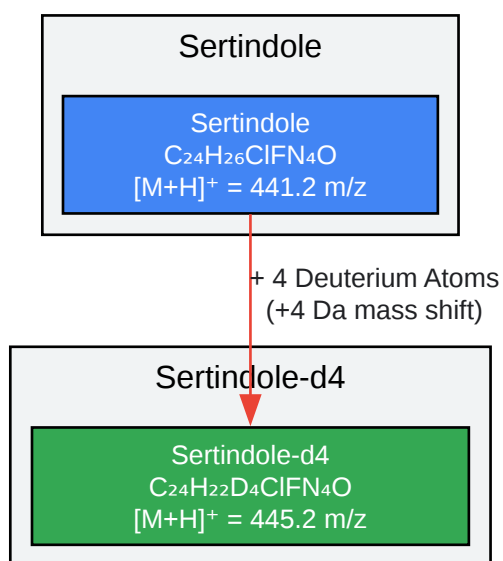 Sertindole
Sertindole
C₂₄H₂₆ClFN₄O
[M+H]⁺ = 441.2 m/z
+ 4 Deuterium Atoms
(+4 Da mass shift)
Sertindole-d4
Sertindole-d4
C₂₄H₂₂D₄ClFN₄O
[M+H]⁺ = 445.2 m/z